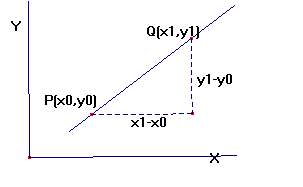 Y
Q(x1,y1)
y1-y0
P(x0,y0)
x1-x0
X